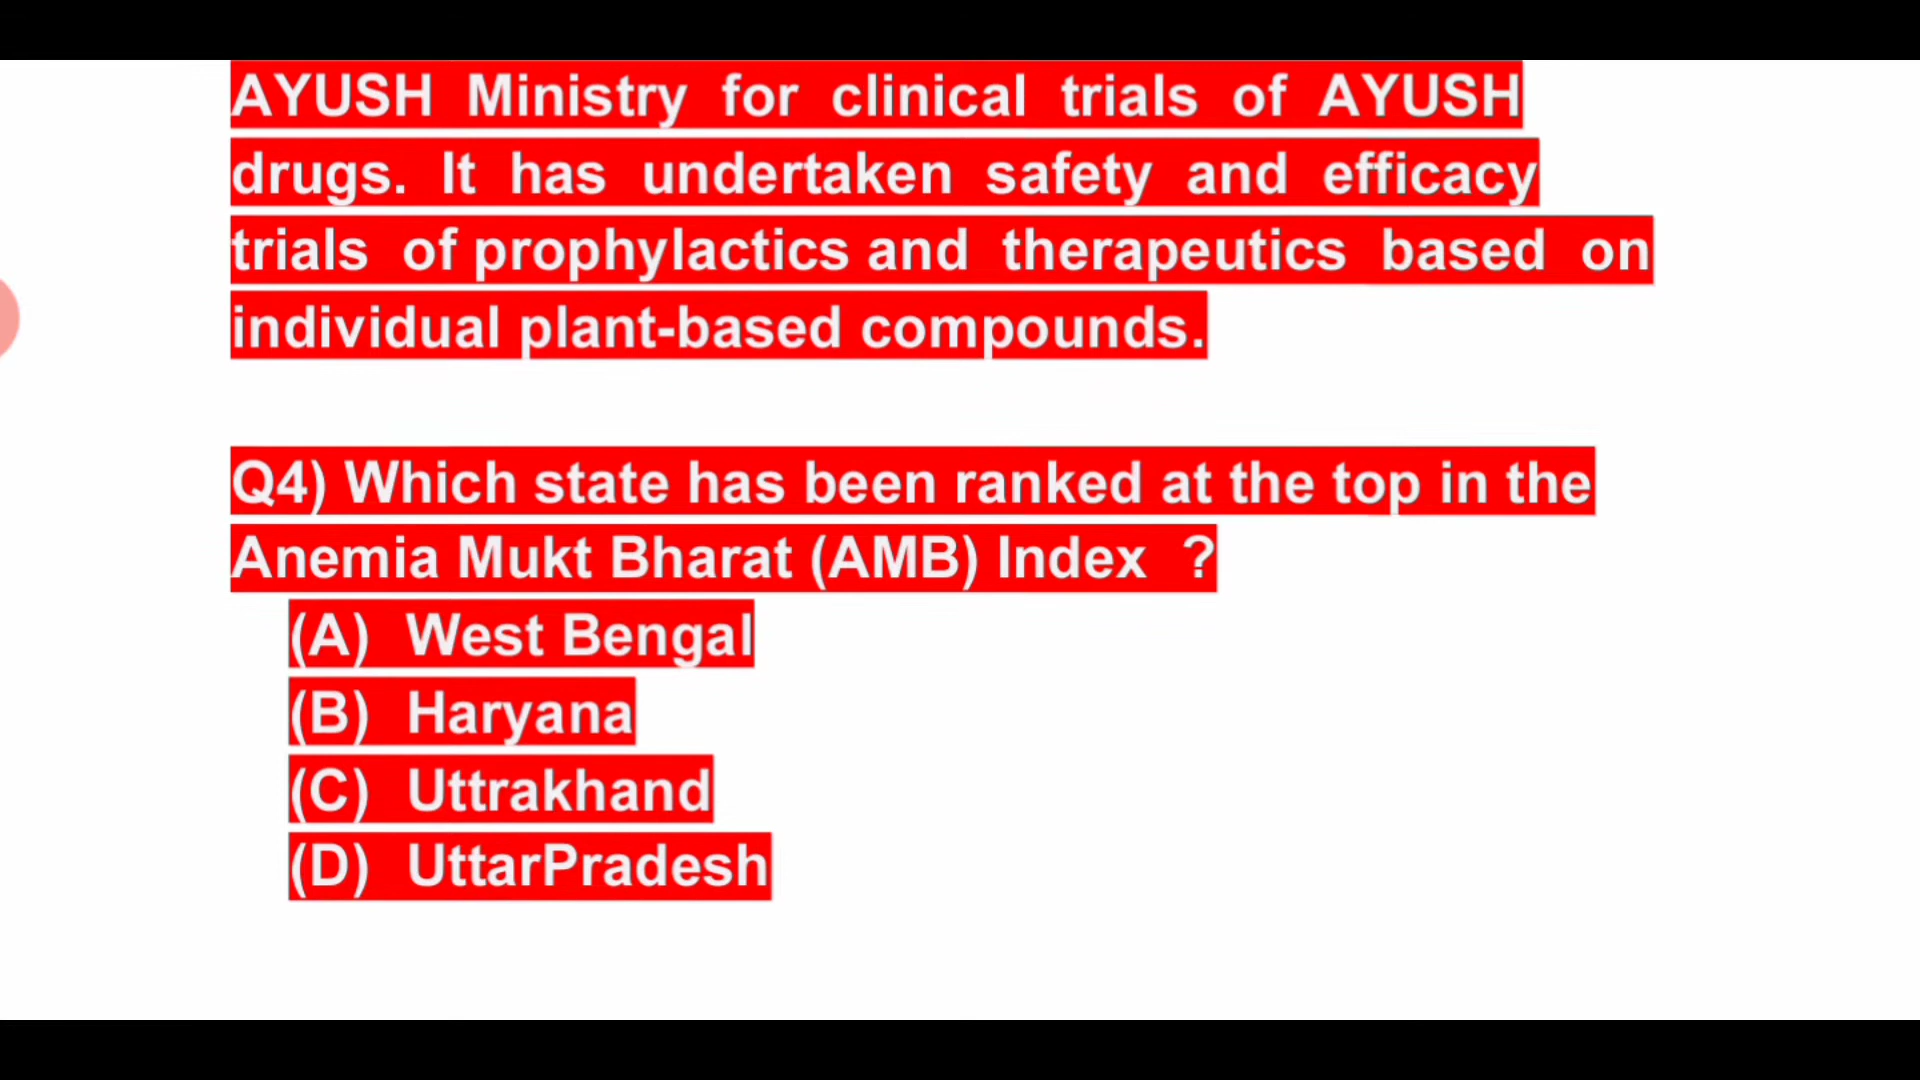 AYUSH Ministry for clinical trials of AYUSH
drugs. It has undertaken safety and efficacy
trials of prophylactics and therapeutics based on
individual plant-based compounds.
Q4) Which state has been ranked at the top in the
Anemia Mukt Bharat (AMB) Index ?
(A) West Bengal
(B) Haryana
(C) Uttrakhand
(D) UttarPradesh